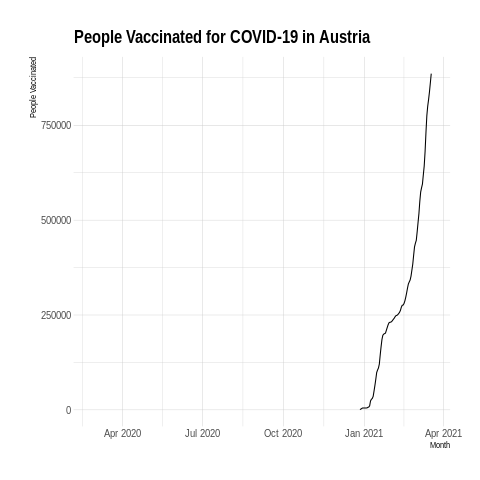 People Vaccinated for COVID-19 in Austria
People Vaccinated
750000
500000
250000
0
Apr 2020
Jul 2020
Oct 2020
Jan 2021
Apr 2021
Month